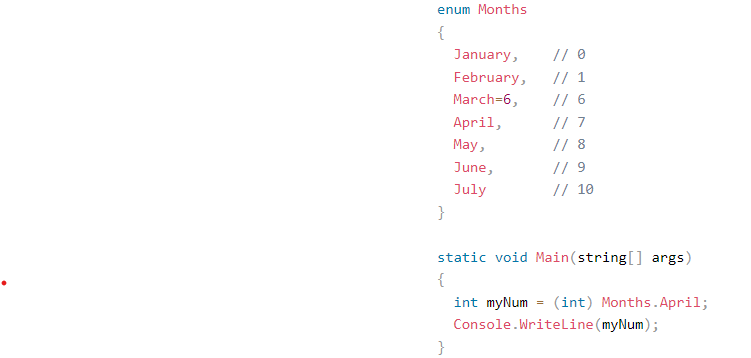 enum Months
{
  January,    // 0
  February,   // 1
  March=6,    // 6
  April,      // 7
  May,        // 8
  June,       // 9
  July        // 10
}

static void Main(string[] args)
{
  int myNum = (int) Months.April;
  Console.WriteLine(myNum);
}